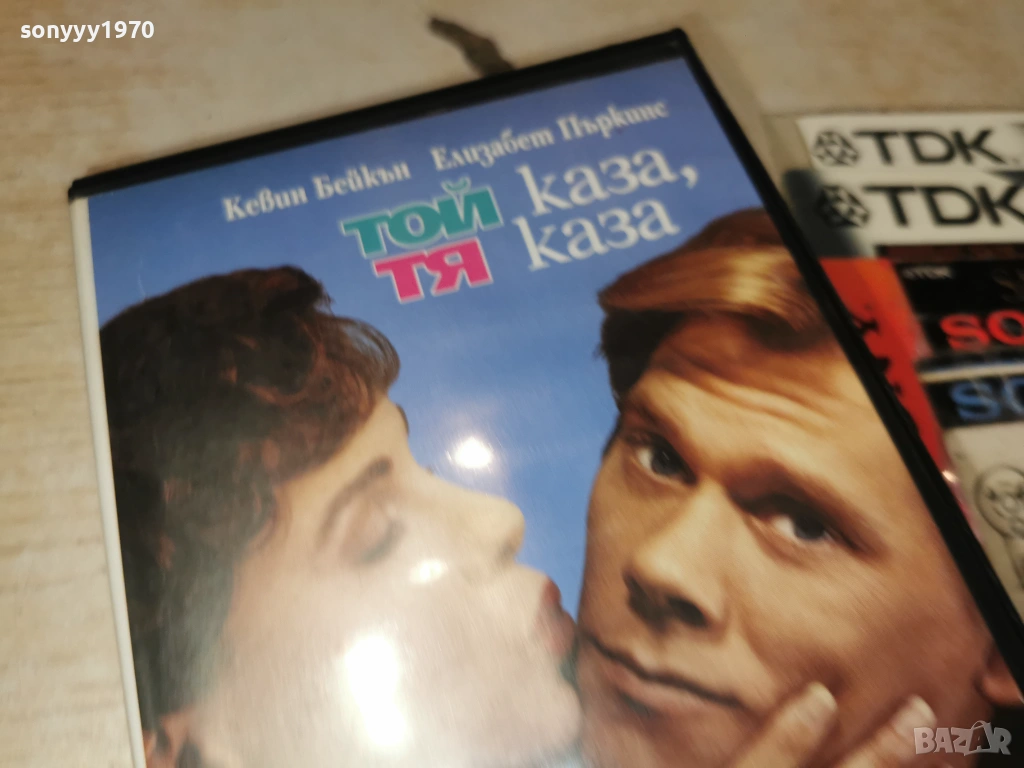 sonyyy1970
Кевин Бейкън Елизабет Пъркинс
ТОЙ каза,
ТЯ каза
TDK
TDK
BAZAR